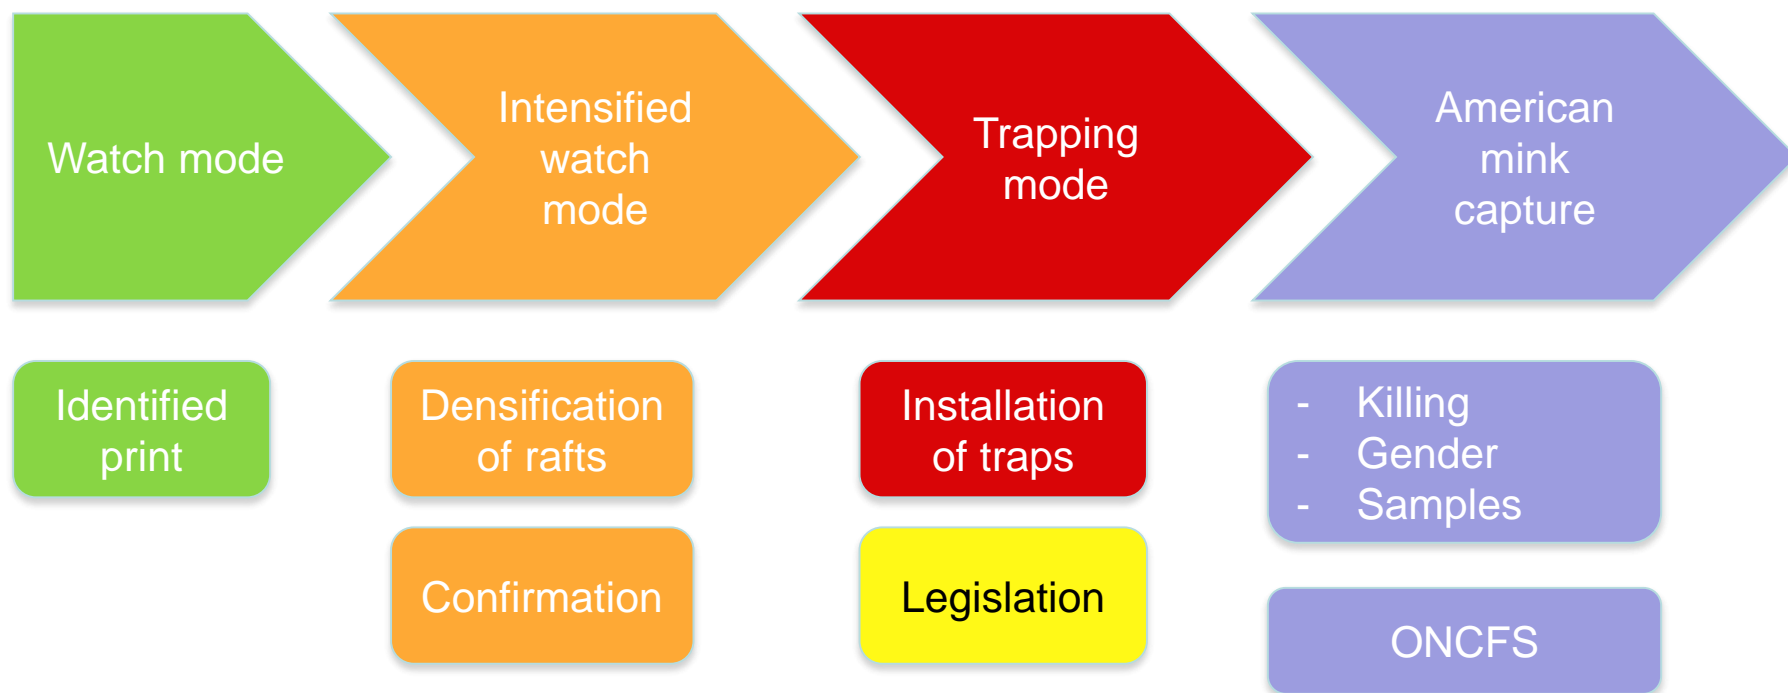 Watch mode
Intensified
watch
mode
Trapping
mode
American
mink
capture
Identified
print
Densification
of rafts
Confirmation
Installation
of traps
Legislation
- Killing
- Gender
- Samples
ONCFS